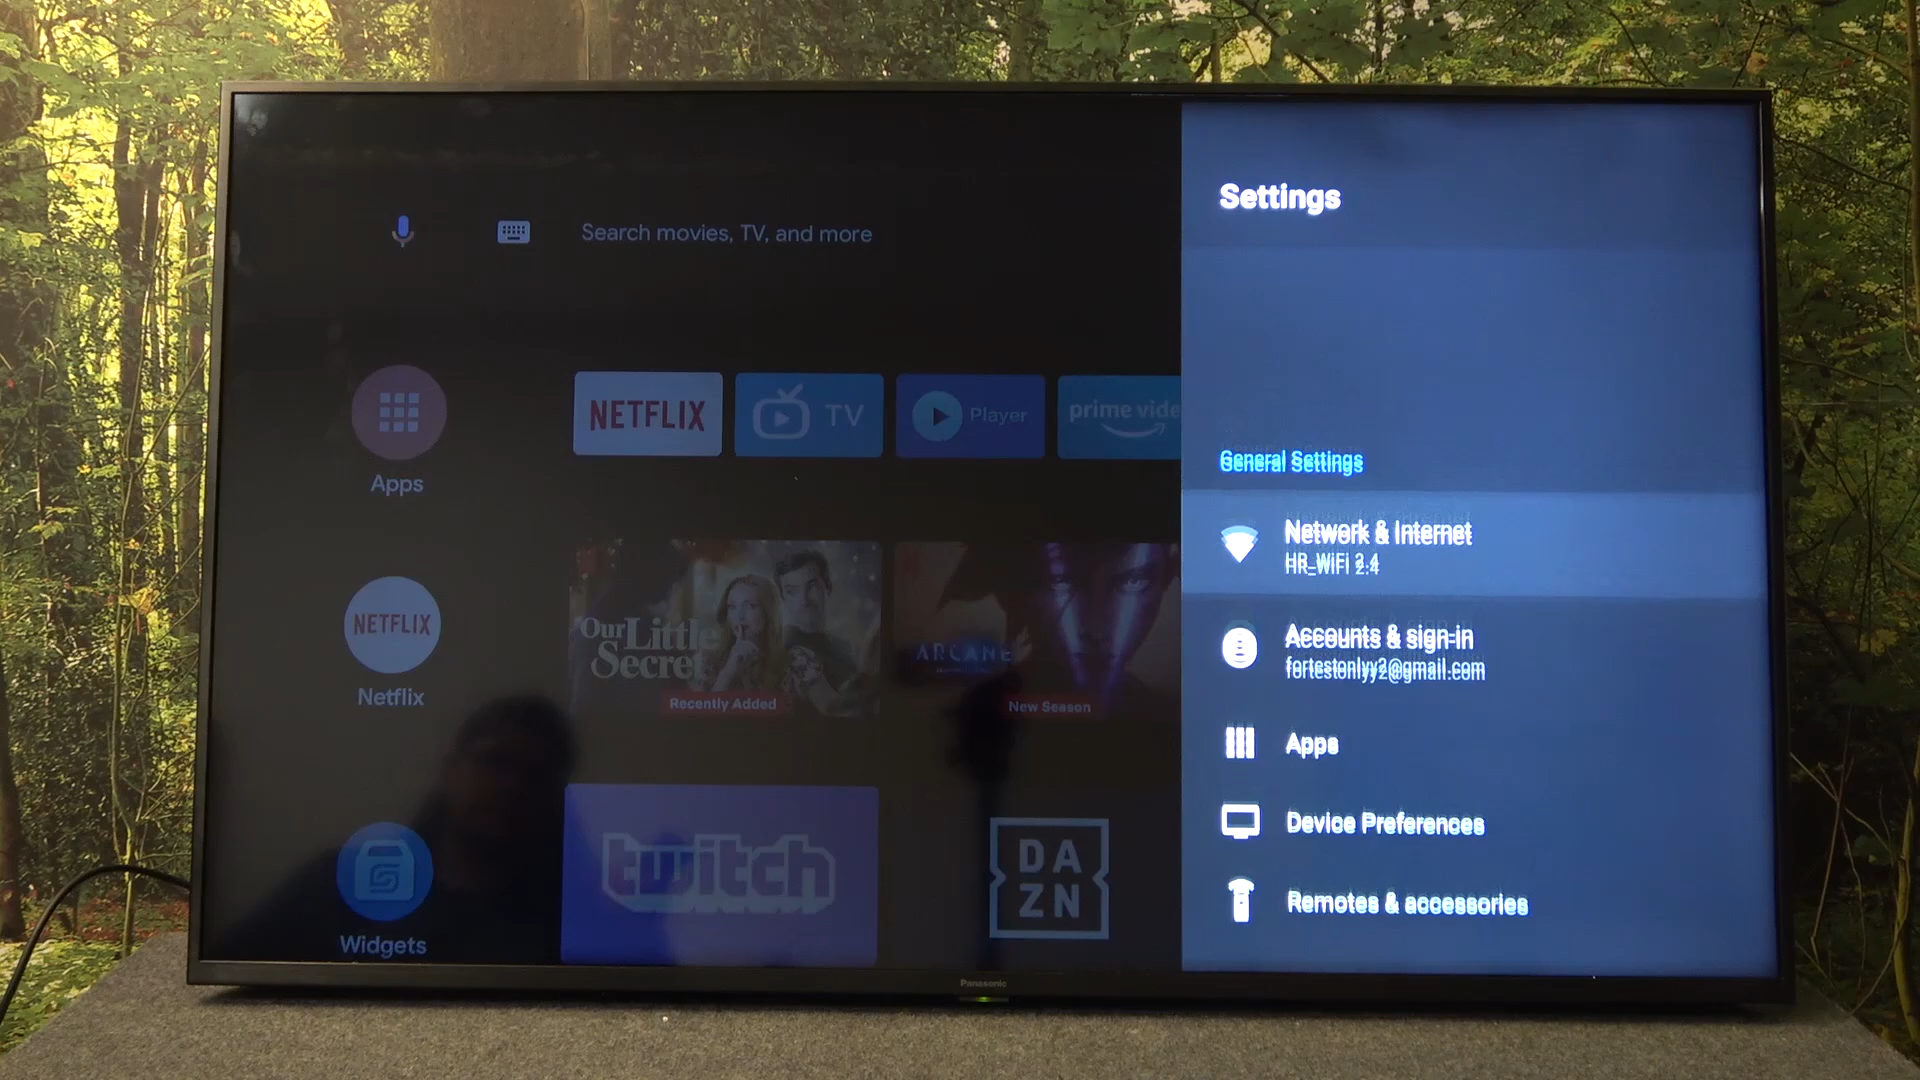 Search movies, TV, and more
Apps
NETFLIX
TV
Player
prime vide
NETFLIX
Netflix
Our Little
Secret
Recently Added
ARCANE
New Season
Widgets
twitch
DA
ZN
Settings
General Settings
Network & Internet
HR_WiFi 2.4
Accounts & sign-in
fortestonlyy2@gmail.com
Apps
Device Preferences
Remotes & accessories
Panasonic